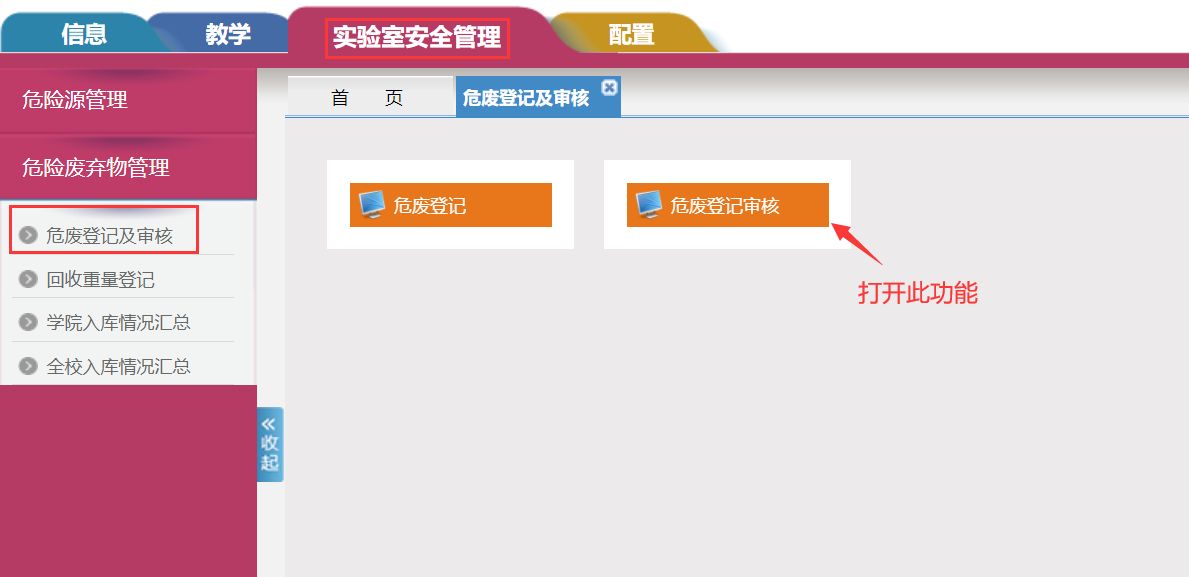 信息
教学
实验室安全管理
配置
危险源管理
危险废弃物管理
危废登记及审核
回收重量登记
学院入库情况汇总
全校入库情况汇总
收起
首 页
危废登记及审核
危废登记
危废登记审核
打开此功能